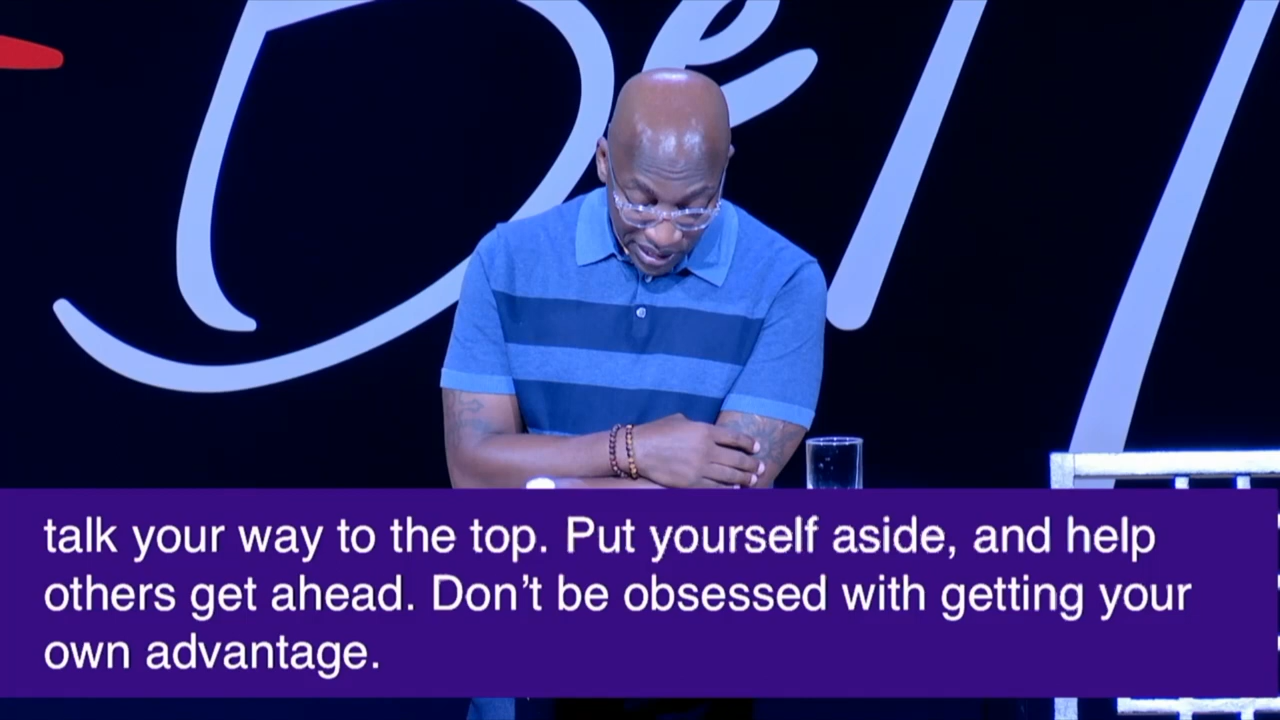 talk your way to the top. Put yourself aside, and help
others get ahead. Don’t be obsessed with getting your
own advantage.